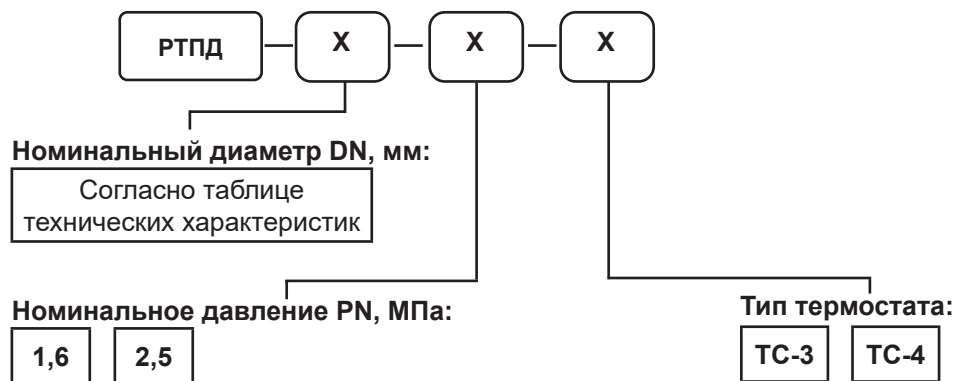 РТПД – Х – Х – Х
Номинальный диаметр DN, мм:
Согласно таблице
технических характеристик
Номинальное давление PN, МПа:
1,6 2,5
Тип термостата:
ТС-3 ТС-4